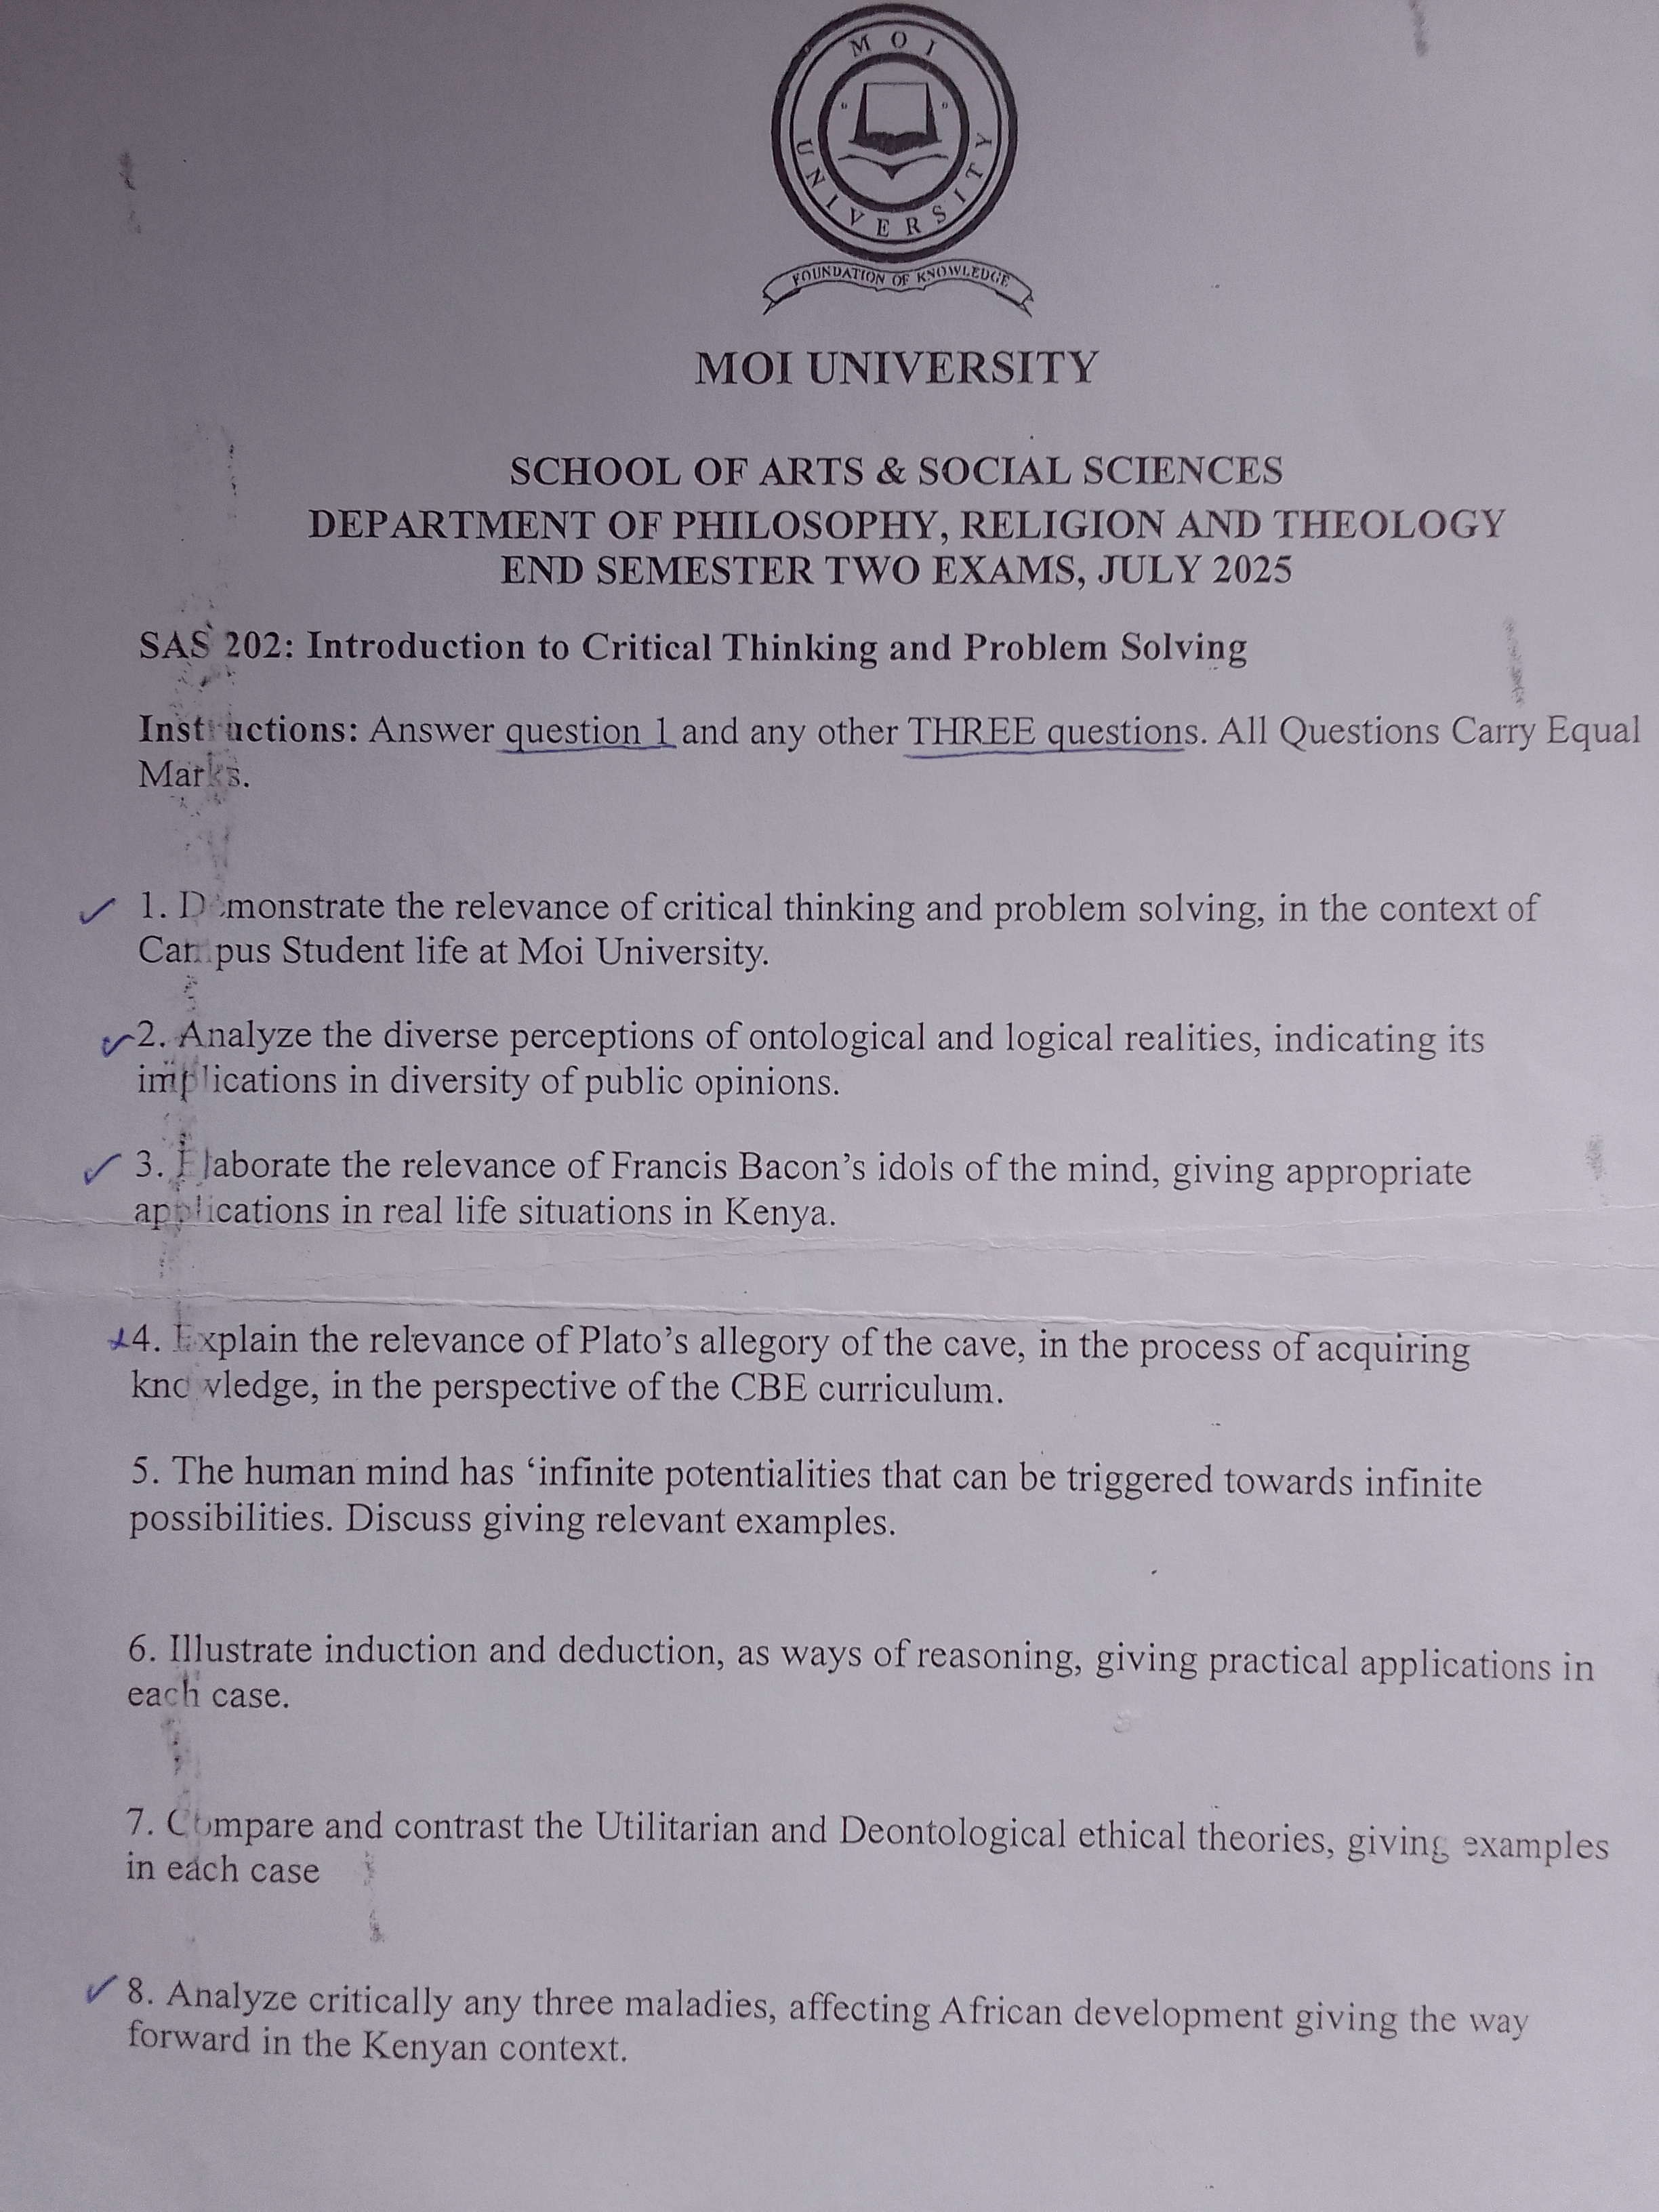 MOI
UNIVERSITY
FOUNDATION OF KNOWLEDGE
MOI UNIVERSITY
SCHOOL OF ARTS & SOCIAL SCIENCES
DEPARTMENT OF PHILOSOPHY, RELIGION AND THEOLOGY
END SEMESTER TWO EXAMS, JULY 2025
SAS 202: Introduction to Critical Thinking and Problem Solving
Instructions: Answer question 1 and any other THREE questions. All Questions Carry Equal
Marks.
1. Demonstrate the relevance of critical thinking and problem solving, in the context of
Campus Student life at Moi University.
2. Analyze the diverse perceptions of ontological and logical realities, indicating its
implications in diversity of public opinions.
3. Elaborate the relevance of Francis Bacon's idols of the mind, giving appropriate
applications in real life situations in Kenya.
4. Explain the relevance of Plato's allegory of the cave, in the process of acquiring
knowledge, in the perspective of the CBE curriculum.
5. The human mind has ‘infinite potentialities that can be triggered towards infinite
possibilities. Discuss giving relevant examples.
6. Illustrate induction and deduction, as ways of reasoning, giving practical applications in
each case.
7. Compare and contrast the Utilitarian and Deontological ethical theories, giving examples
in each case
8. Analyze critically any three maladies, affecting African development giving the way
forward in the Kenyan context.